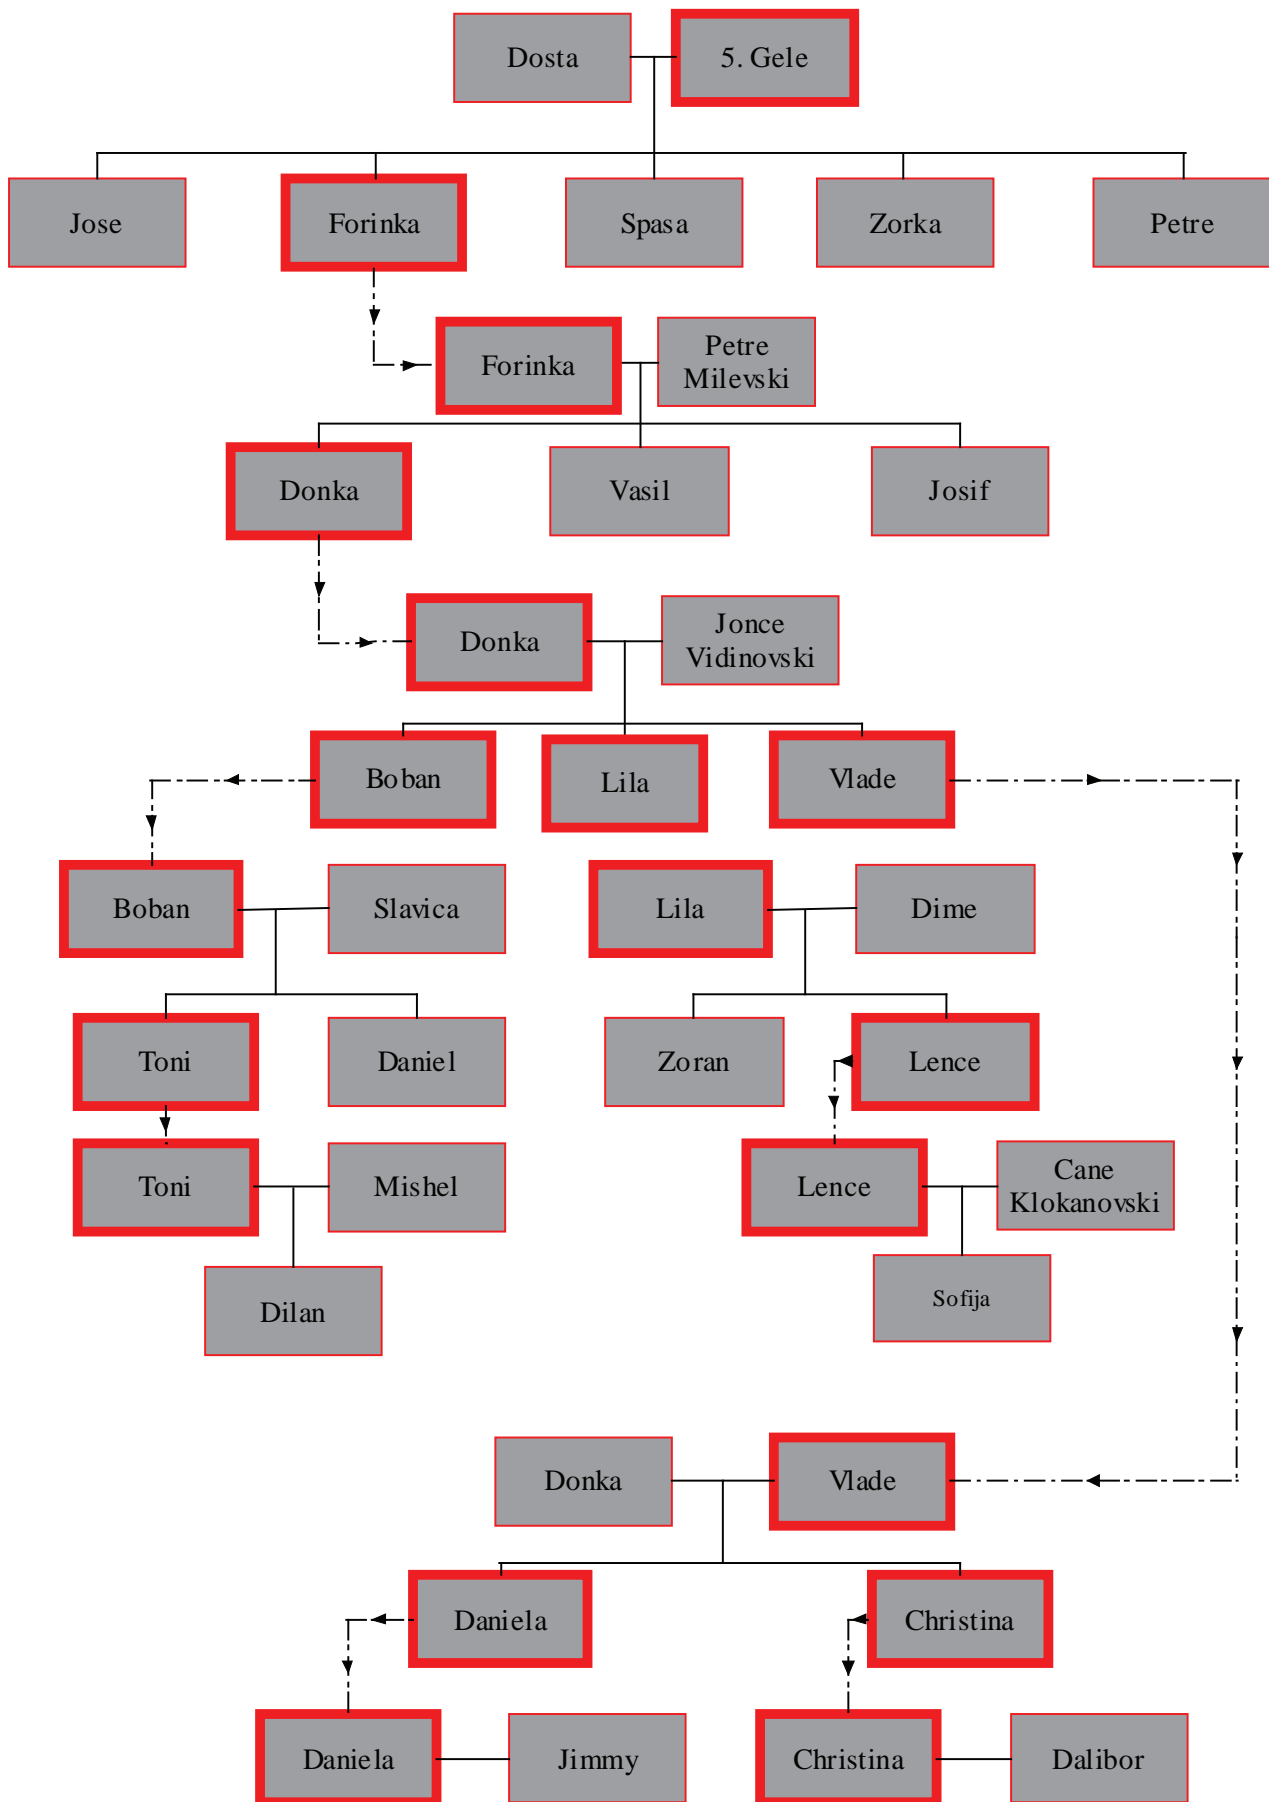 Dosta
5. Gele
Jose
Forinka
Spasa
Zorka
Petre
Forinka
Petre
Milevski
Donka
Vasil
Josif
Donka
Jonce
Vidinovski
Boban
Lila
Vlade
Boban
Slavica
Lila
Dime
Toni
Daniel
Zoran
Lence
Toni
Mishel
Lence
Cane
Klokanovski
Dilan
Sofija
Donka
Vlade
Daniela
Christina
Daniela
Jimmy
Christina
Dalibor